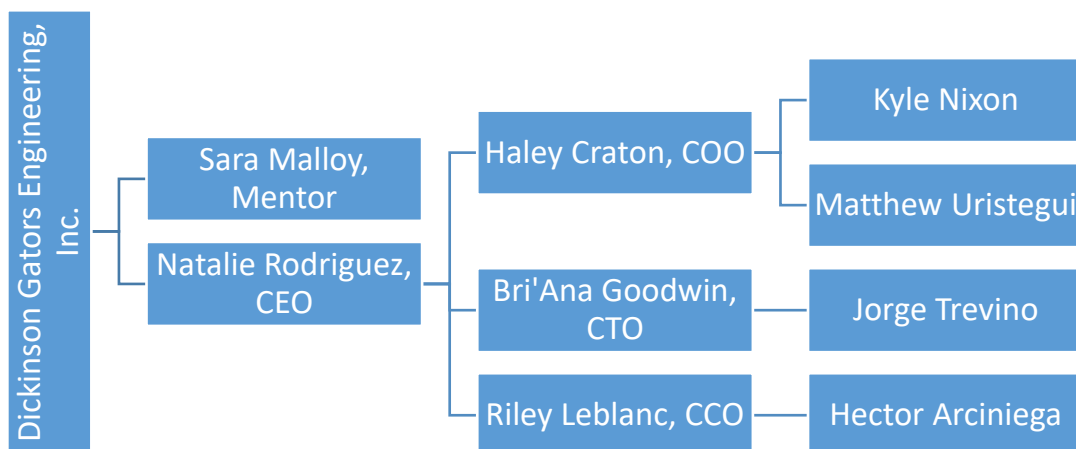 Dickinson Gators Engineering,
Inc.
Sara Malloy,
Mentor
Natalie Rodriguez,
CEO
Haley Craton, COO
Kyle Nixon
Matthew Uristegui
Bri'Ana Goodwin,
CTO
Jorge Trevino
Riley Leblanc, CCO
Hector Arciniega